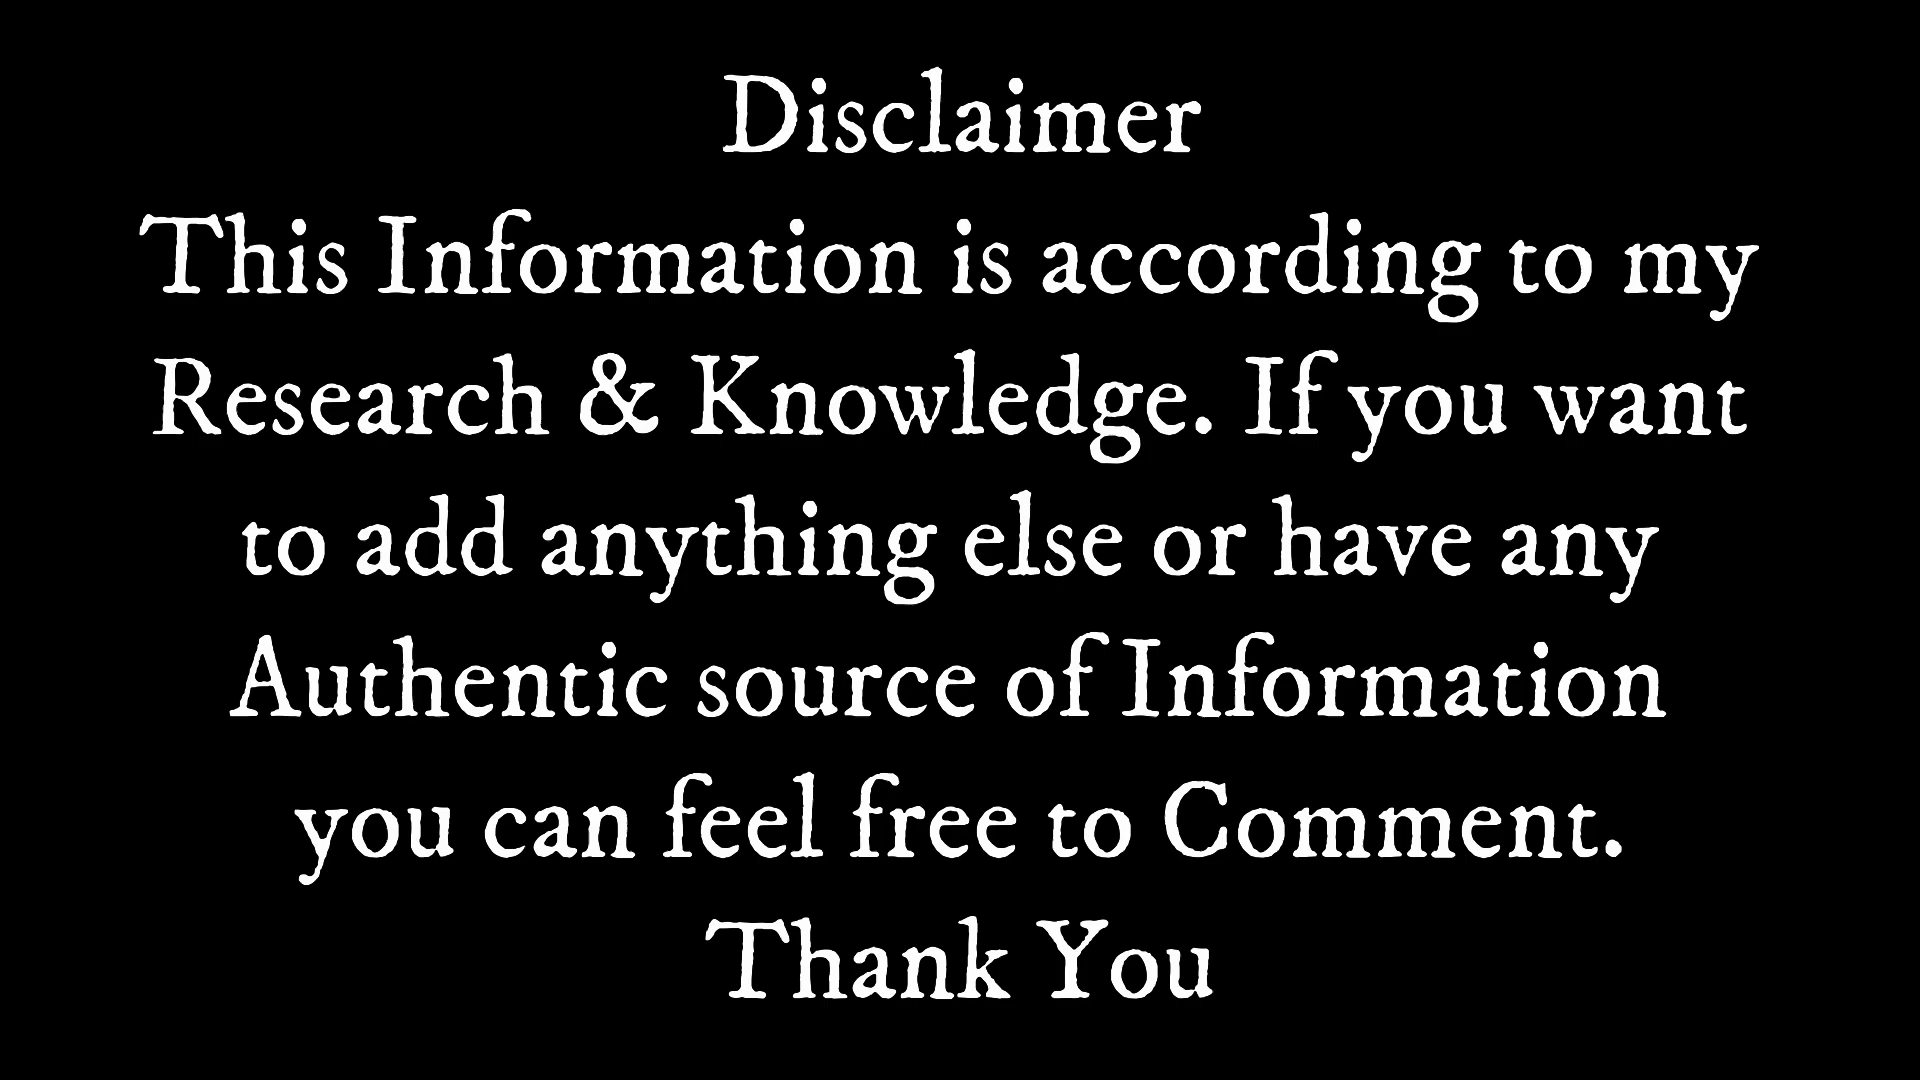 Disclaimer
This Information is according to my
Research & Knowledge. If you want
to add anything else or have any
Authentic source of Information
you can feel free to Comment.
Thank You